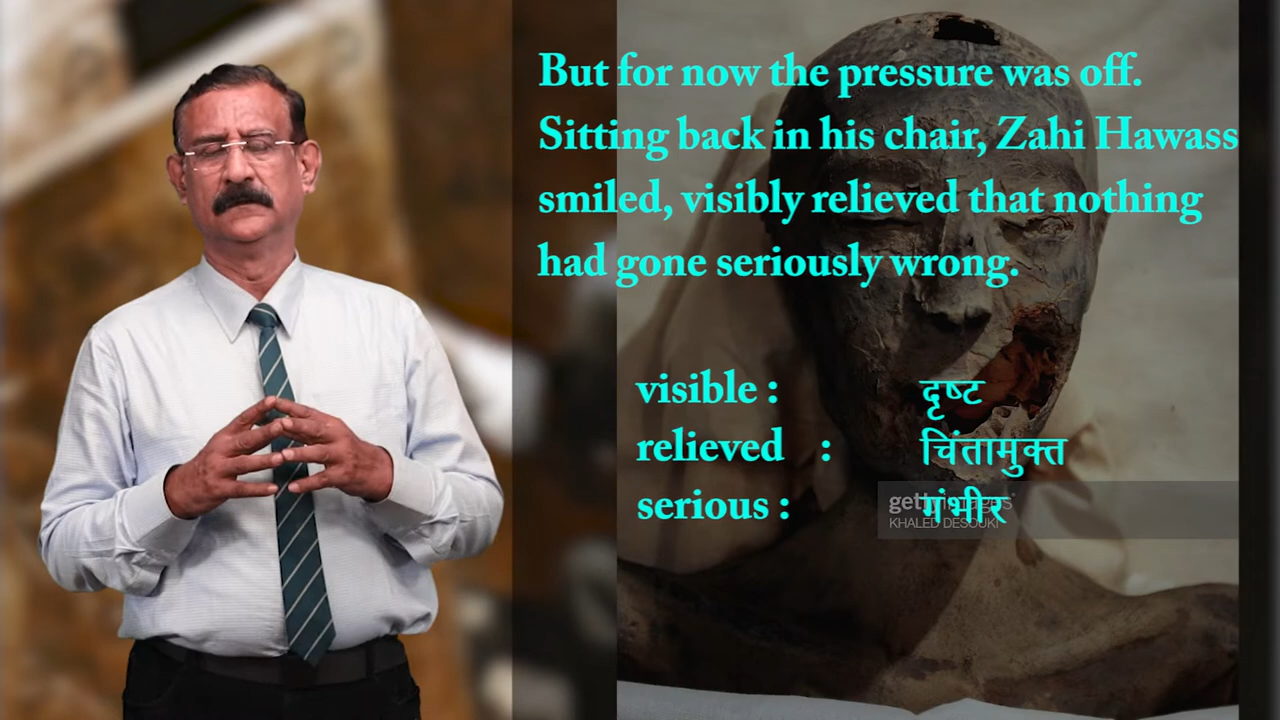 But for now the pressure was off.
Sitting back in his chair, Zahi Hawass
smiled, visibly relieved that nothing
had gone seriously wrong.
visible : दृष्ट
relieved : चिंतामुक्त
serious : गंभीर
gettyimages
KHALED DESOUKI